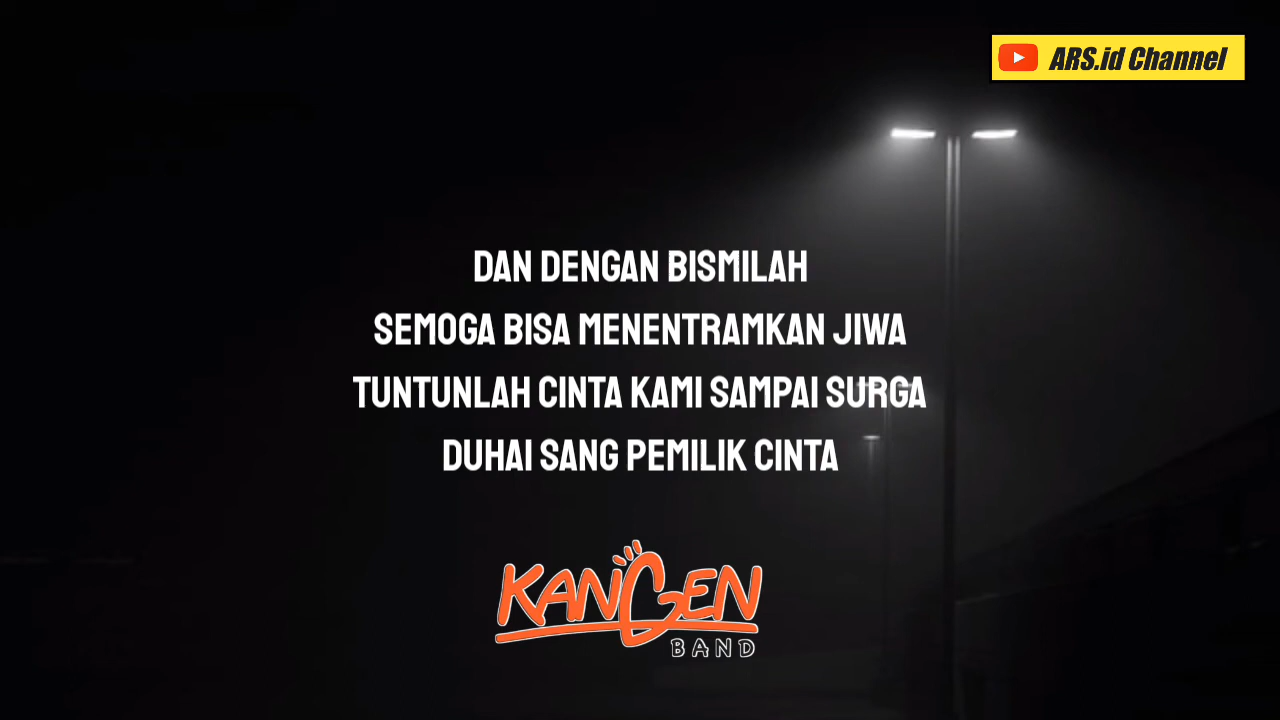 ARS.id Channel
DAN DENGAN BISMILAH
SEMOGA BISA MENENTRAMKAN JIWA
TUNTUNLAH CINTA KAMI SAMPAI SURGA
DUHAI SANG PEMILIK CINTA
KANGEN
BAND